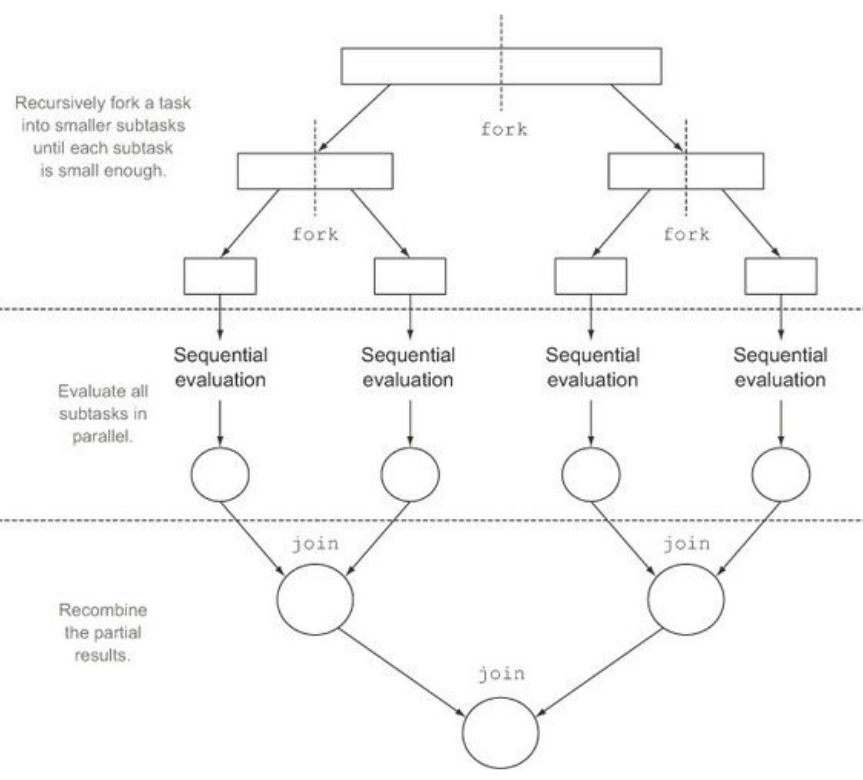 fork
Recursively fork a task
into smaller subtasks
until each subtask
is small enough.
fork
fork
Sequential
evaluation
Sequential
evaluation
Sequential
evaluation
Sequential
evaluation
Evaluate all
subtasks in
parallel.
join
join
Recombine
the partial
results.
join